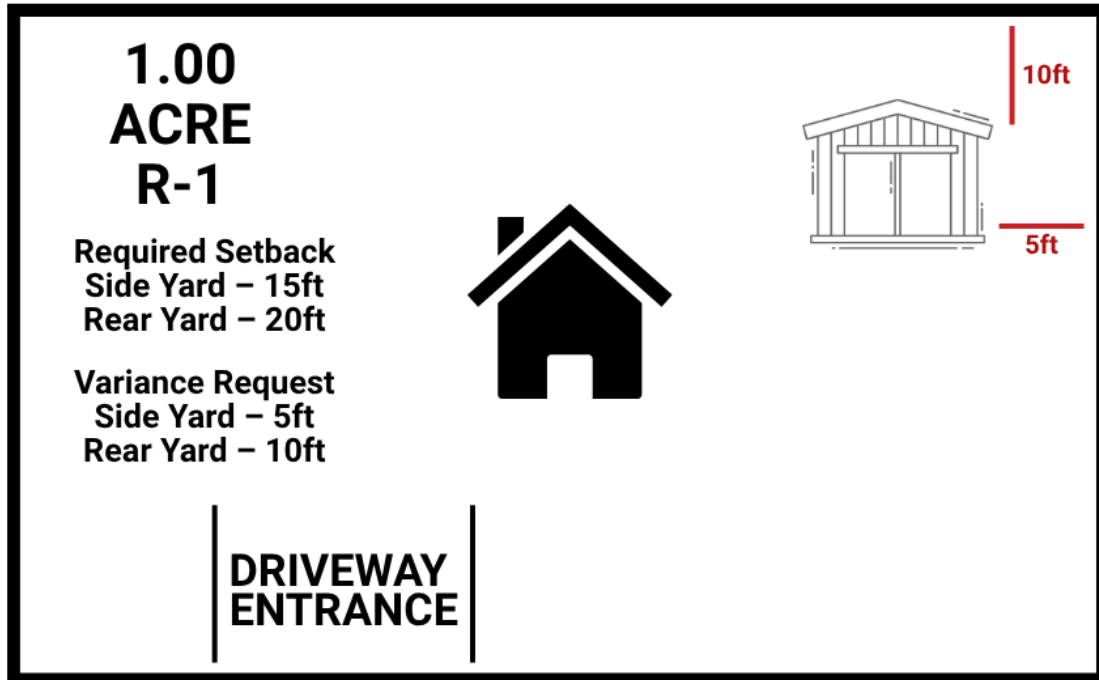 1.00
ACRE
R-1
Required Setback
Side Yard – 15ft
Rear Yard – 20ft
Variance Request
Side Yard – 5ft
Rear Yard – 10ft
10ft
5ft
DRIVEWAY
ENTRANCE